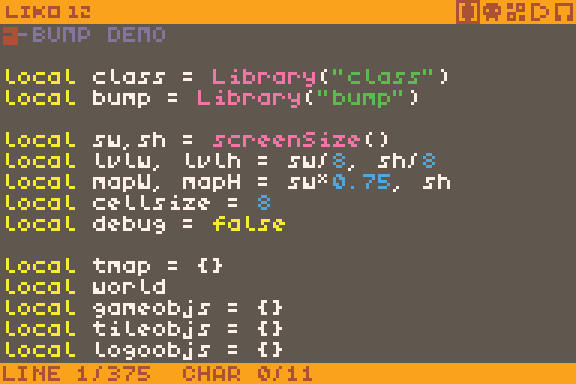 LIKO 12
--BUMP DEMO
local class = Library("class")
local bump = Library("bump")
local sw,sh = screenSize()
local lvlw, lvlh = sw/8, sh/8
local mapW, mapH = sw*0.75, sh
local cellsize = 8
local debug = false
local tmap = {}
local world
local gameobjs = {}
local tileobjs = {}
local logoobjs = {}
LINE 1/375 CHAR 0/11